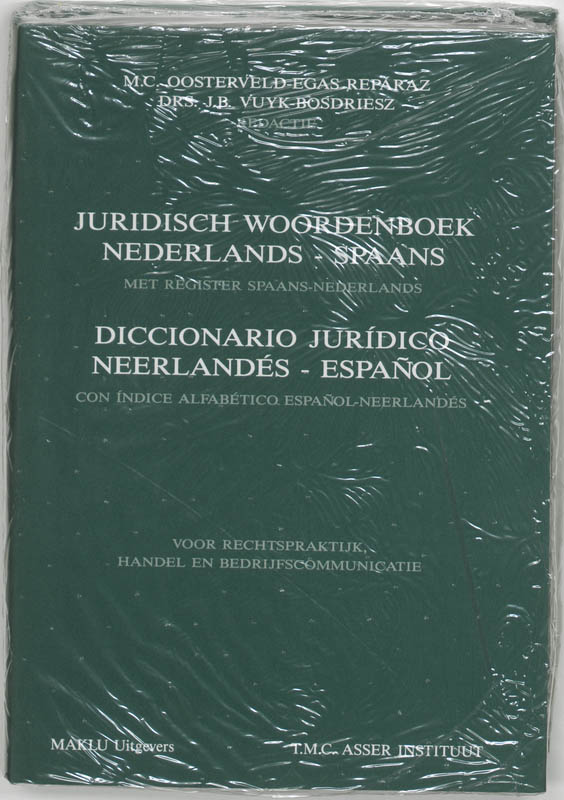 M.C. OOSTERVELD-EGAS REPÁRAZ
DRS. J.B. VUYK-BOSDRIESZ
REDACTIE
JURIDISCH WOORDENBOEK
NEDERLANDS - SPAANS
MET REGISTER SPAANS-NEDERLANDS
DICCIONARIO JURÍDICO
NEERLANDÉS - ESPAÑOL
CON ÍNDICE ALFABÉTICO ESPAÑOL-NEERLANDÉS
VOOR RECHTSPRAKTIJK,
HANDEL EN BEDRIJFSCOMMUNICATIE
MAKLU Uitgevers
T.M.C. ASSER INSTITUUT